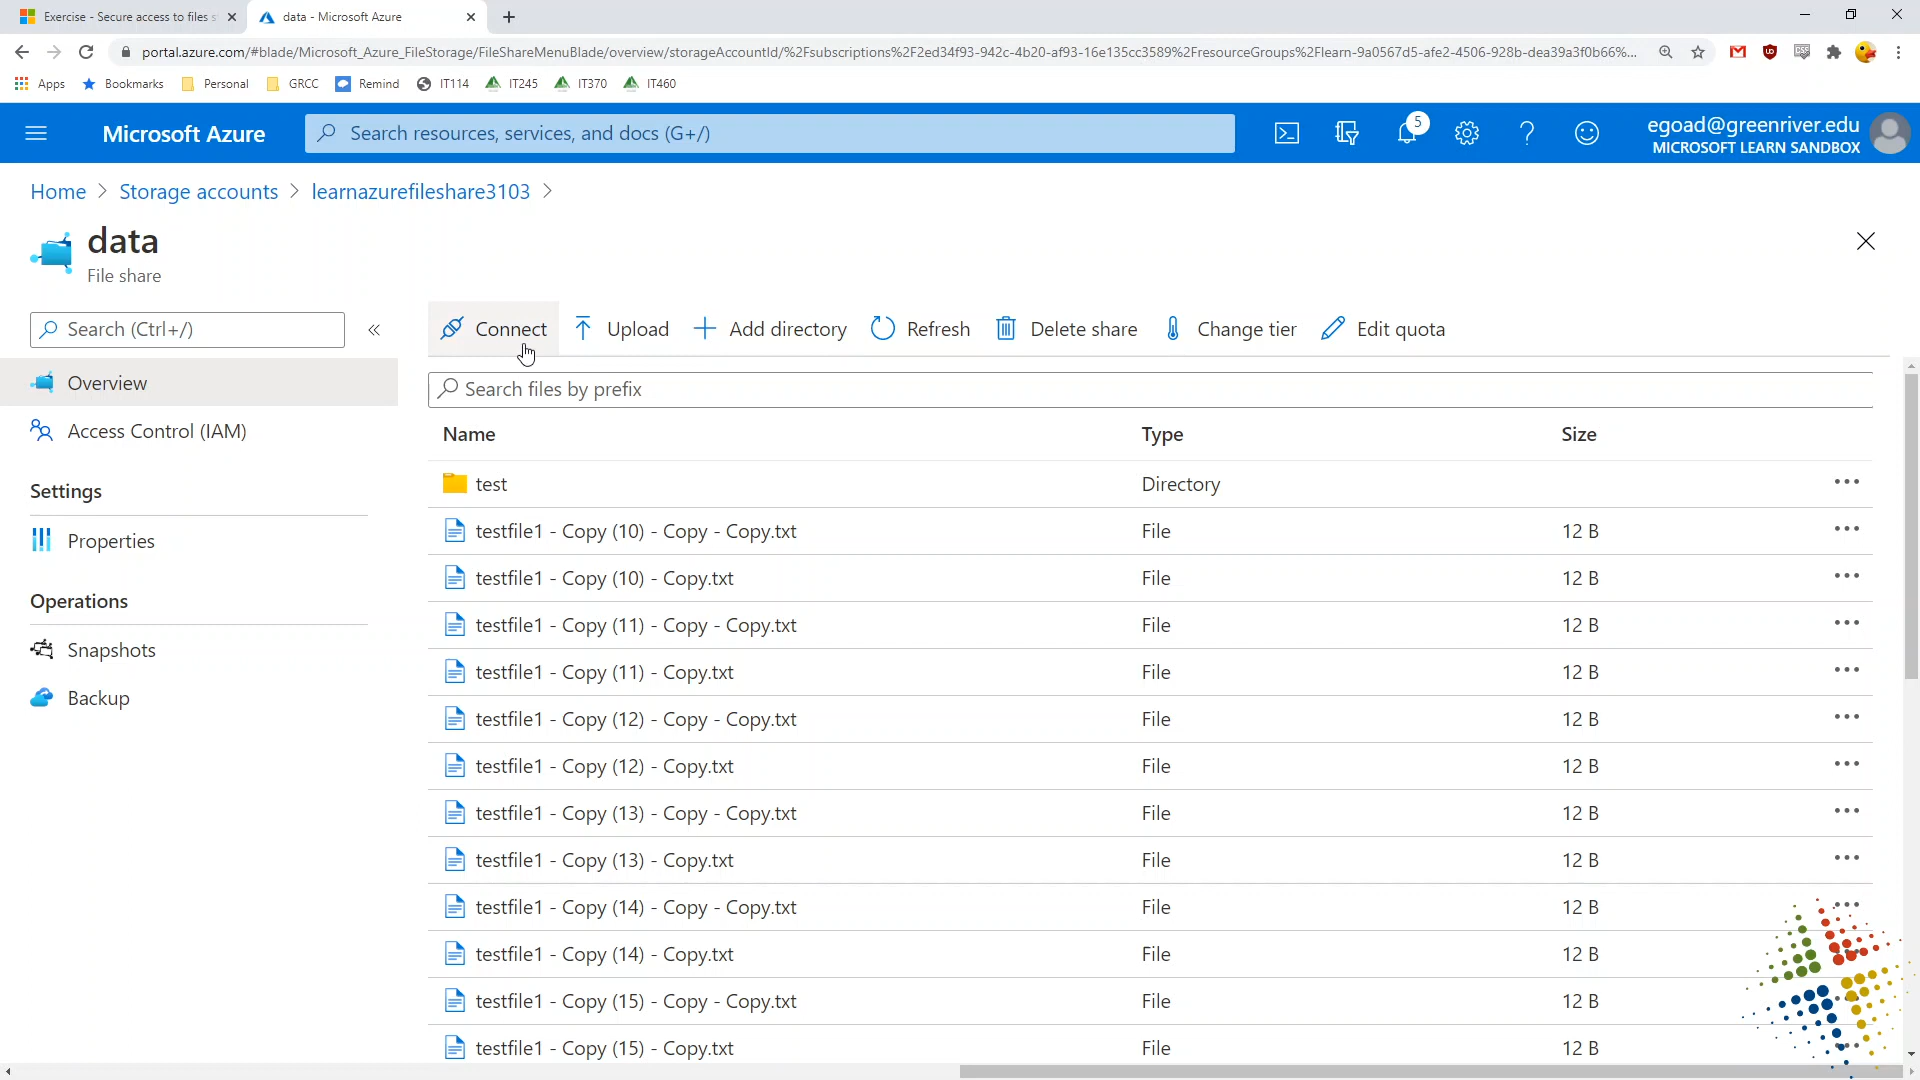 Exercise - Secure access to files s
data - Microsoft Azure
portal.azure.com/#blade/Microsoft_Azure_FileStorage/FileShareMenuBlade/overview/storageAccountId/%2Fsubscriptions%2F2ed34f93-942c-4b20-af93-16e135cc3589%2FresourceGroups%2Flearn-9a0567d5-afe2-4506-928b-dea39a3f0b66%...
Apps Bookmarks Personal GRCC Remind IT114 IT245 IT370 IT460
Microsoft Azure
Search resources, services, and docs (G+/)
5
egoad@greenriver.edu
MICROSOFT LEARN SANDBOX
Home > Storage accounts > learnazurefileshare3103 >
data
File share
Search (Ctrl+/)
«
Overview
Access Control (IAM)
Settings
Properties
Operations
Snapshots
Backup
Connect Upload Add directory Refresh Delete share Change tier Edit quota
Search files by prefix
Name Type Size
test Directory ...
testfile1 - Copy (10) - Copy - Copy.txt File 12 B ...
testfile1 - Copy (10) - Copy.txt File 12 B ...
testfile1 - Copy (11) - Copy - Copy.txt File 12 B ...
testfile1 - Copy (11) - Copy.txt File 12 B ...
testfile1 - Copy (12) - Copy - Copy.txt File 12 B ...
testfile1 - Copy (12) - Copy.txt File 12 B ...
testfile1 - Copy (13) - Copy - Copy.txt File 12 B ...
testfile1 - Copy (13) - Copy.txt File 12 B ...
testfile1 - Copy (14) - Copy - Copy.txt File 12 B ...
testfile1 - Copy (14) - Copy.txt File 12 B
testfile1 - Copy (15) - Copy - Copy.txt File 12 B
testfile1 - Copy (15) - Copy.txt File 12 B